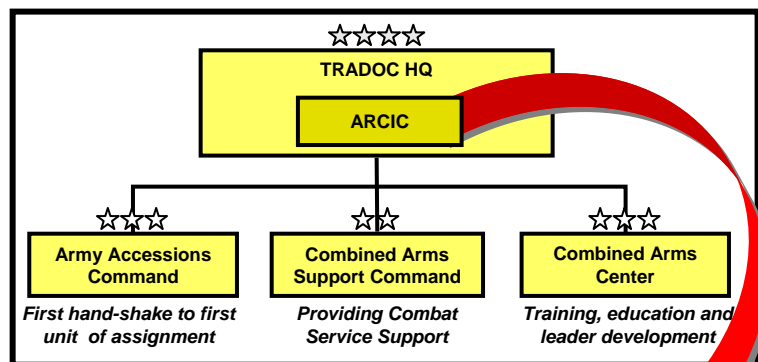 TRADOC HQ
ARCIC
Army Accessions
Command
First hand-shake to first
unit of assignment
Combined Arms
Support Command
Providing Combat
Service Support
Combined Arms
Center
Training, education and
leader development